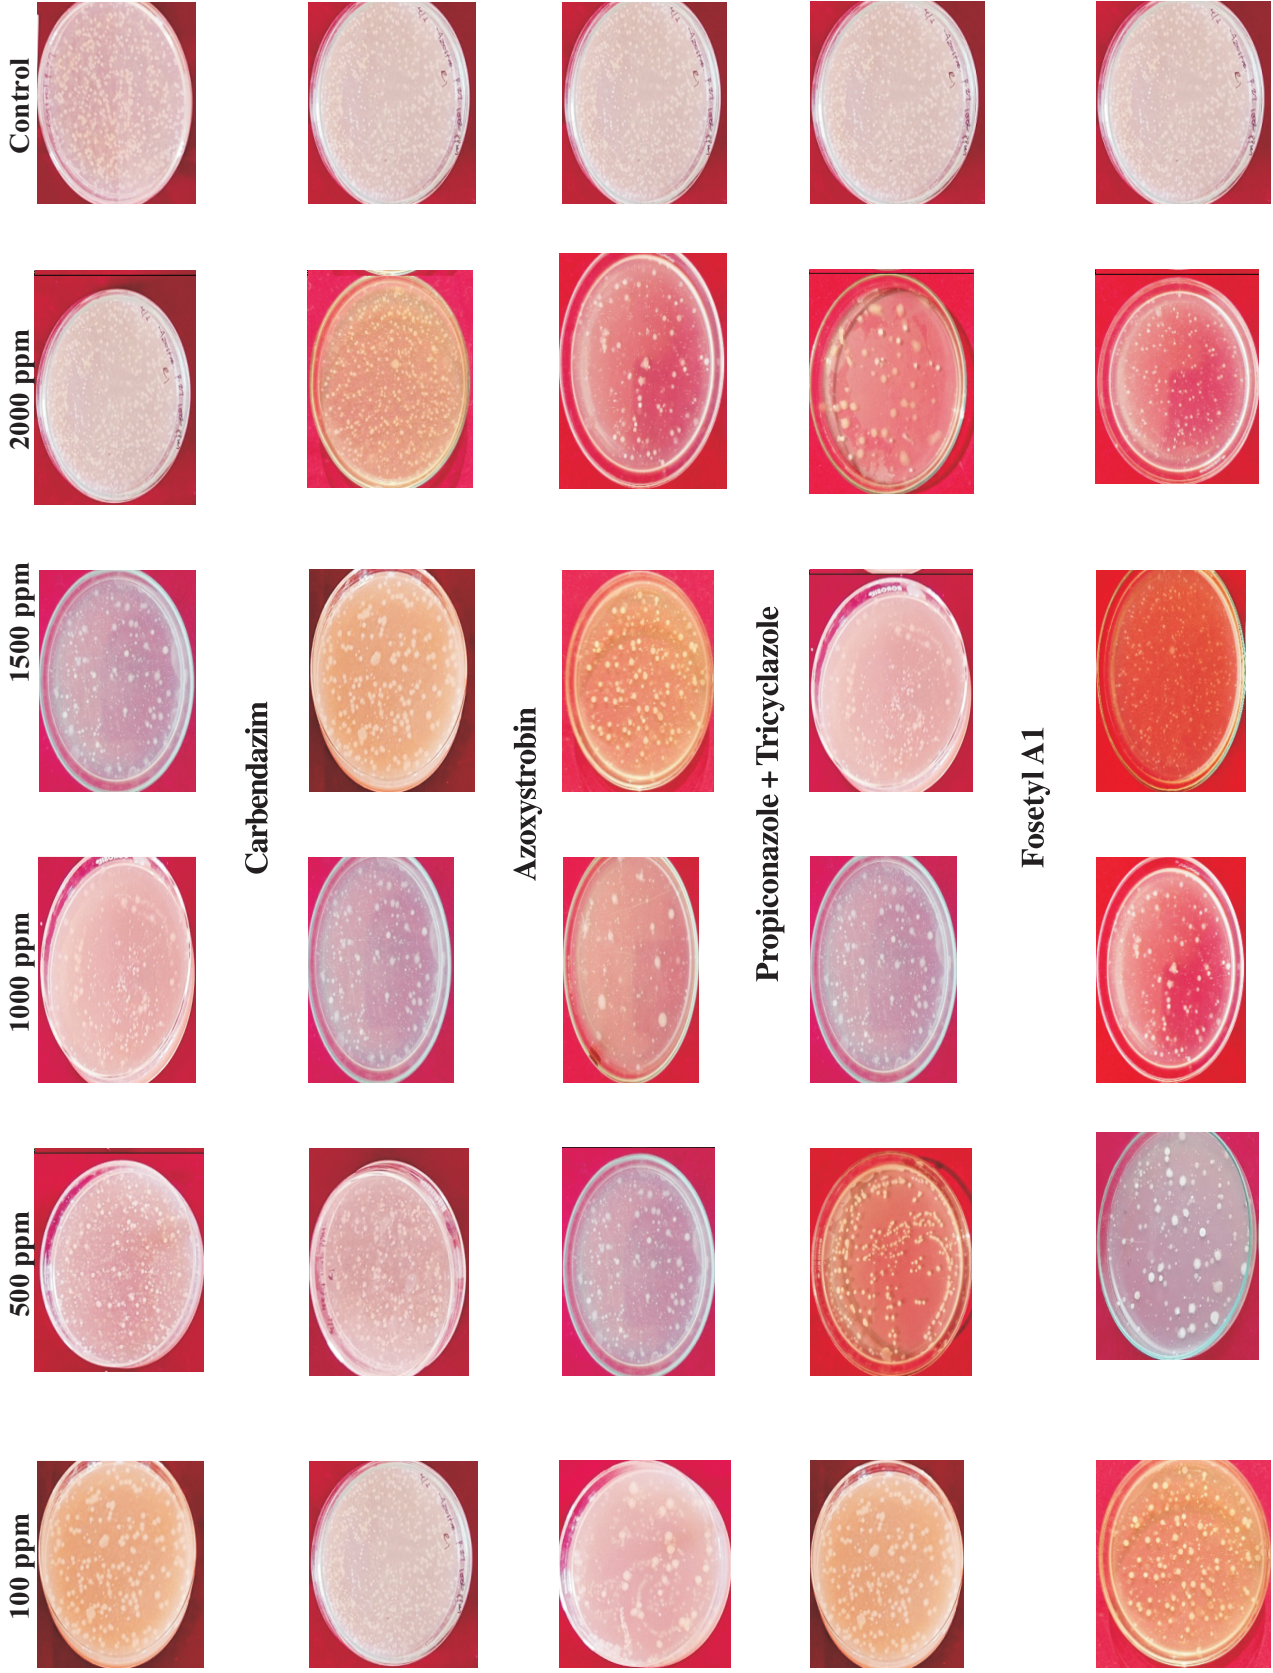 100 ppm
500 ppm
1000 ppm
1500 ppm
2000 ppm
Control
Carbendazim
Azoxystrobin
Propiconazole + Tricyclazole
Fosetyl A1